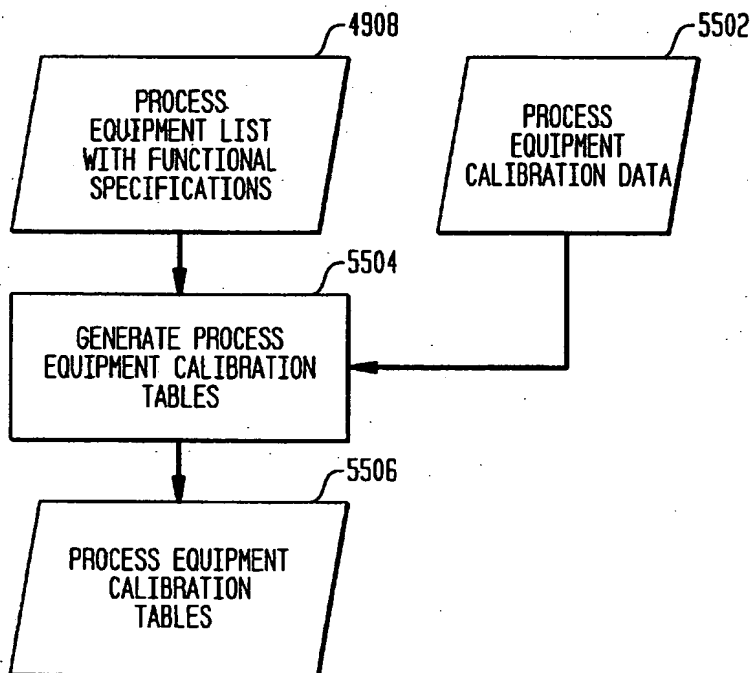 4908
PROCESS
EQUIPMENT LIST
WITH FUNCTIONAL
SPECIFICATIONS
5502
PROCESS
EQUIPMENT
CALIBRATION DATA
5504
GENERATE PROCESS
EQUIPMENT CALIBRATION
TABLES
5506
PROCESS EQUIPMENT
CALIBRATION
TABLES